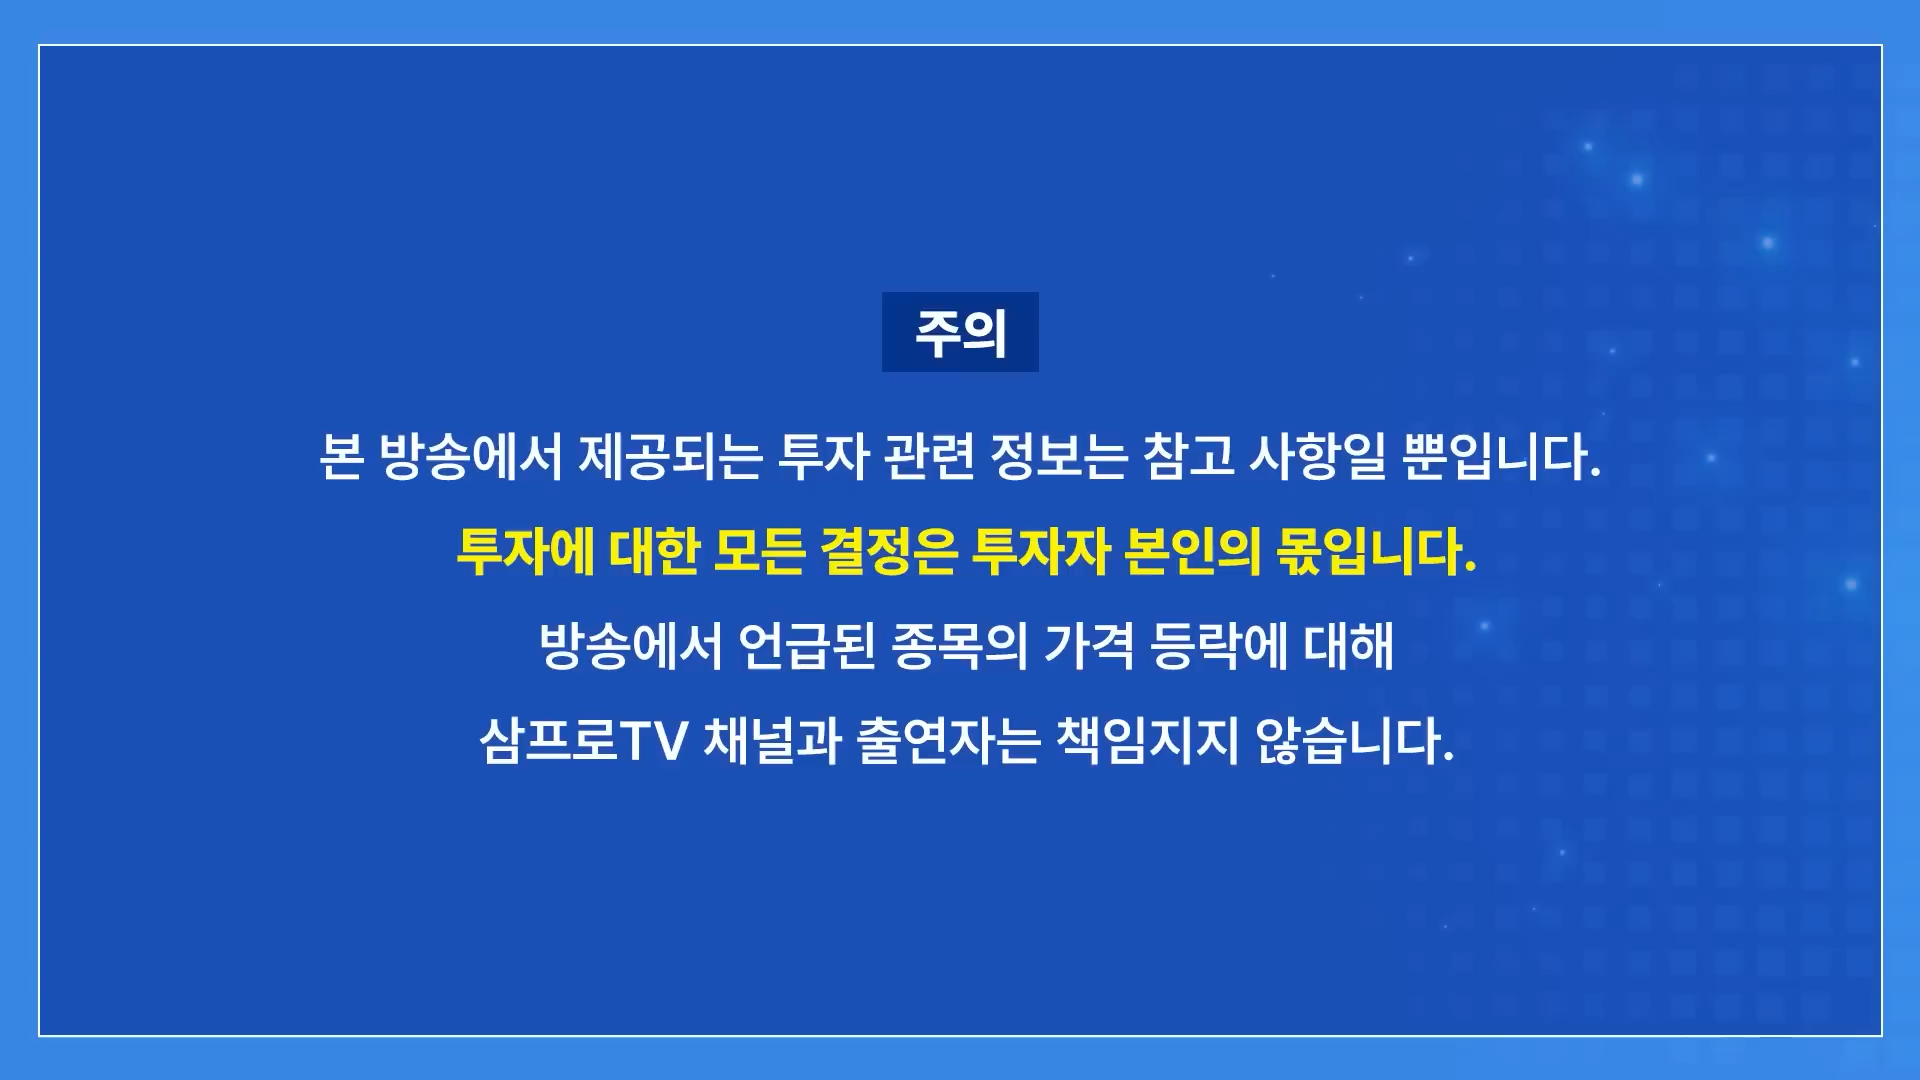 주의
본 방송에서 제공되는 투자 관련 정보는 참고 사항일 뿐입니다.
투자에 대한 모든 결정은 투자자 본인의 몫입니다.
방송에서 언급된 종목의 가격 등락에 대해
삼프로TV 채널과 출연자는 책임지지 않습니다.